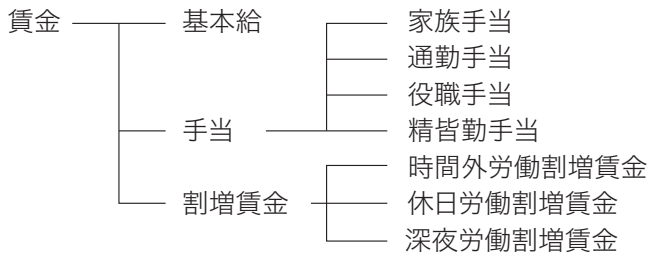 賃金 基本給 家族手当
通勤手当
役職手当
手当 精皆勤手当
時間外労働割増賃金
割増賃金 休日労働割増賃金
深夜労働割増賃金